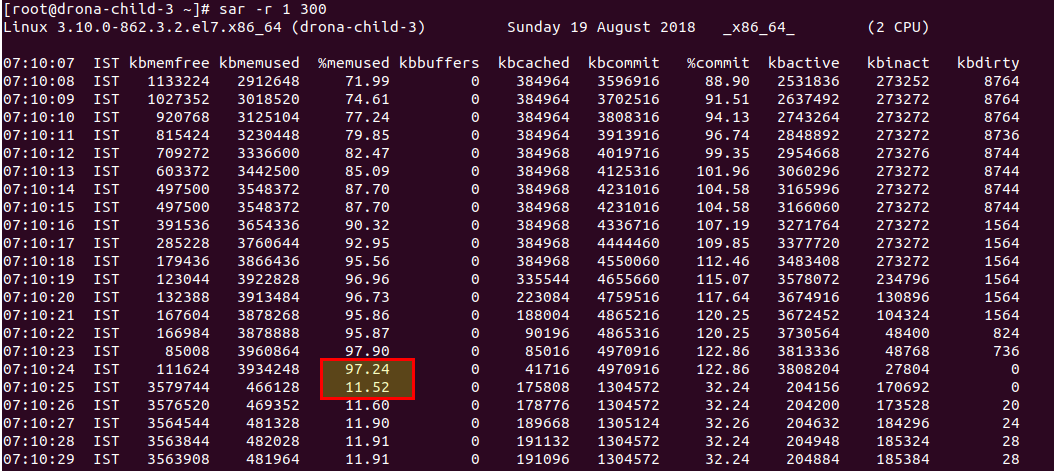 [root@drona-child-3 ~]# sar -r 1 300
Linux 3.10.0-862.3.2.el7.x86_64 (drona-child-3) Sunday 19 August 2018 _x86_64_ (2 CPU)
07:10:07 IST kbmemfree kbmemused %memused kbbuffers kbcached kbcommit %commit kbactive kbinact kbdirty
07:10:08 IST 1133224 2912648 71.99 0 384964 3596916 88.90 2531836 273252 8764
07:10:09 IST 1027352 3018520 74.61 0 384964 3702516 91.51 2637492 273272 8764
07:10:10 IST 920768 3125104 77.24 0 384964 3808316 94.13 2743264 273272 8764
07:10:11 IST 815424 3230448 79.85 0 384964 3913916 96.74 2848892 273276 8736
07:10:12 IST 709272 3336600 82.47 0 384968 4019716 99.35 2954668 273276 8744
07:10:13 IST 603372 3442500 85.09 0 384968 4125316 101.96 3060296 273272 8744
07:10:14 IST 497500 3548372 87.70 0 384968 4231016 104.58 3165996 273272 8744
07:10:15 IST 497500 3548372 87.70 0 384968 4231016 104.58 3166060 273272 8744
07:10:16 IST 391536 3654336 90.32 0 384968 4336716 107.19 3271764 273272 1564
07:10:17 IST 285228 3760644 92.95 0 384968 4444460 109.85 3377720 273272 1564
07:10:18 IST 179436 3866436 95.56 0 384968 4550060 112.46 3483408 273272 1564
07:10:19 IST 123044 3922828 96.96 0 335544 4655660 115.07 3578072 234796 1564
07:10:20 IST 132388 3913484 96.73 0 223084 4759516 117.64 3674916 130896 1564
07:10:21 IST 167604 3878268 95.86 0 188004 4865216 120.25 3672452 104324 1564
07:10:22 IST 166984 3878888 95.87 0 90196 4865316 120.25 3730564 48400 824
07:10:23 IST 85008 3960864 97.90 0 85016 4970916 122.86 3813336 48768 736
07:10:24 IST 111624 3934248 97.24 0 41716 4970916 122.86 3808204 27804 0
07:10:25 IST 3579744 466128 11.52 0 175808 1304572 32.24 204156 170692 0
07:10:26 IST 3576520 469352 11.60 0 178776 1304572 32.24 204200 173528 20
07:10:27 IST 3564544 481328 11.90 0 189668 1305124 32.26 204632 184296 24
07:10:28 IST 3563844 482028 11.91 0 191132 1304572 32.24 204948 185324 28
07:10:29 IST 3563908 481964 11.91 0 191096 1304572 32.24 204884 185384 28